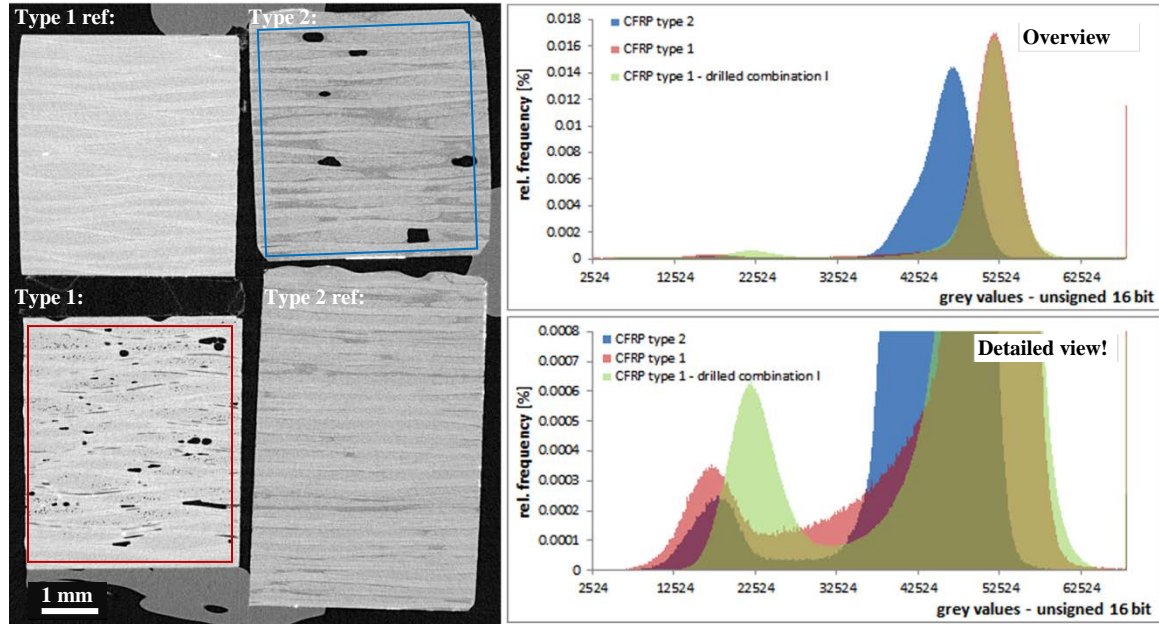 Type 1 ref:
Type 2:
Type 1:
Type 2 ref:
1 mm
0.018
0.016
0.014
0.012
0.01
0.008
0.006
0.004
0.002
0
rel. frequency [%]
CFRP type 2
CFRP type 1
CFRP type 1 - drilled combination I
Overview
2524
12524
22524
32524
42524
52524
62524
grey values - unsigned 16 bit
0.0008
0.0007
0.0006
0.0005
0.0004
0.0003
0.0002
0.0001
0
rel. frequency [%]
CFRP type 2
CFRP type 1
CFRP type 1 - drilled combination I
Detailed view!
2524
12524
22524
32524
42524
52524
62524
grey values - unsigned 16 bit